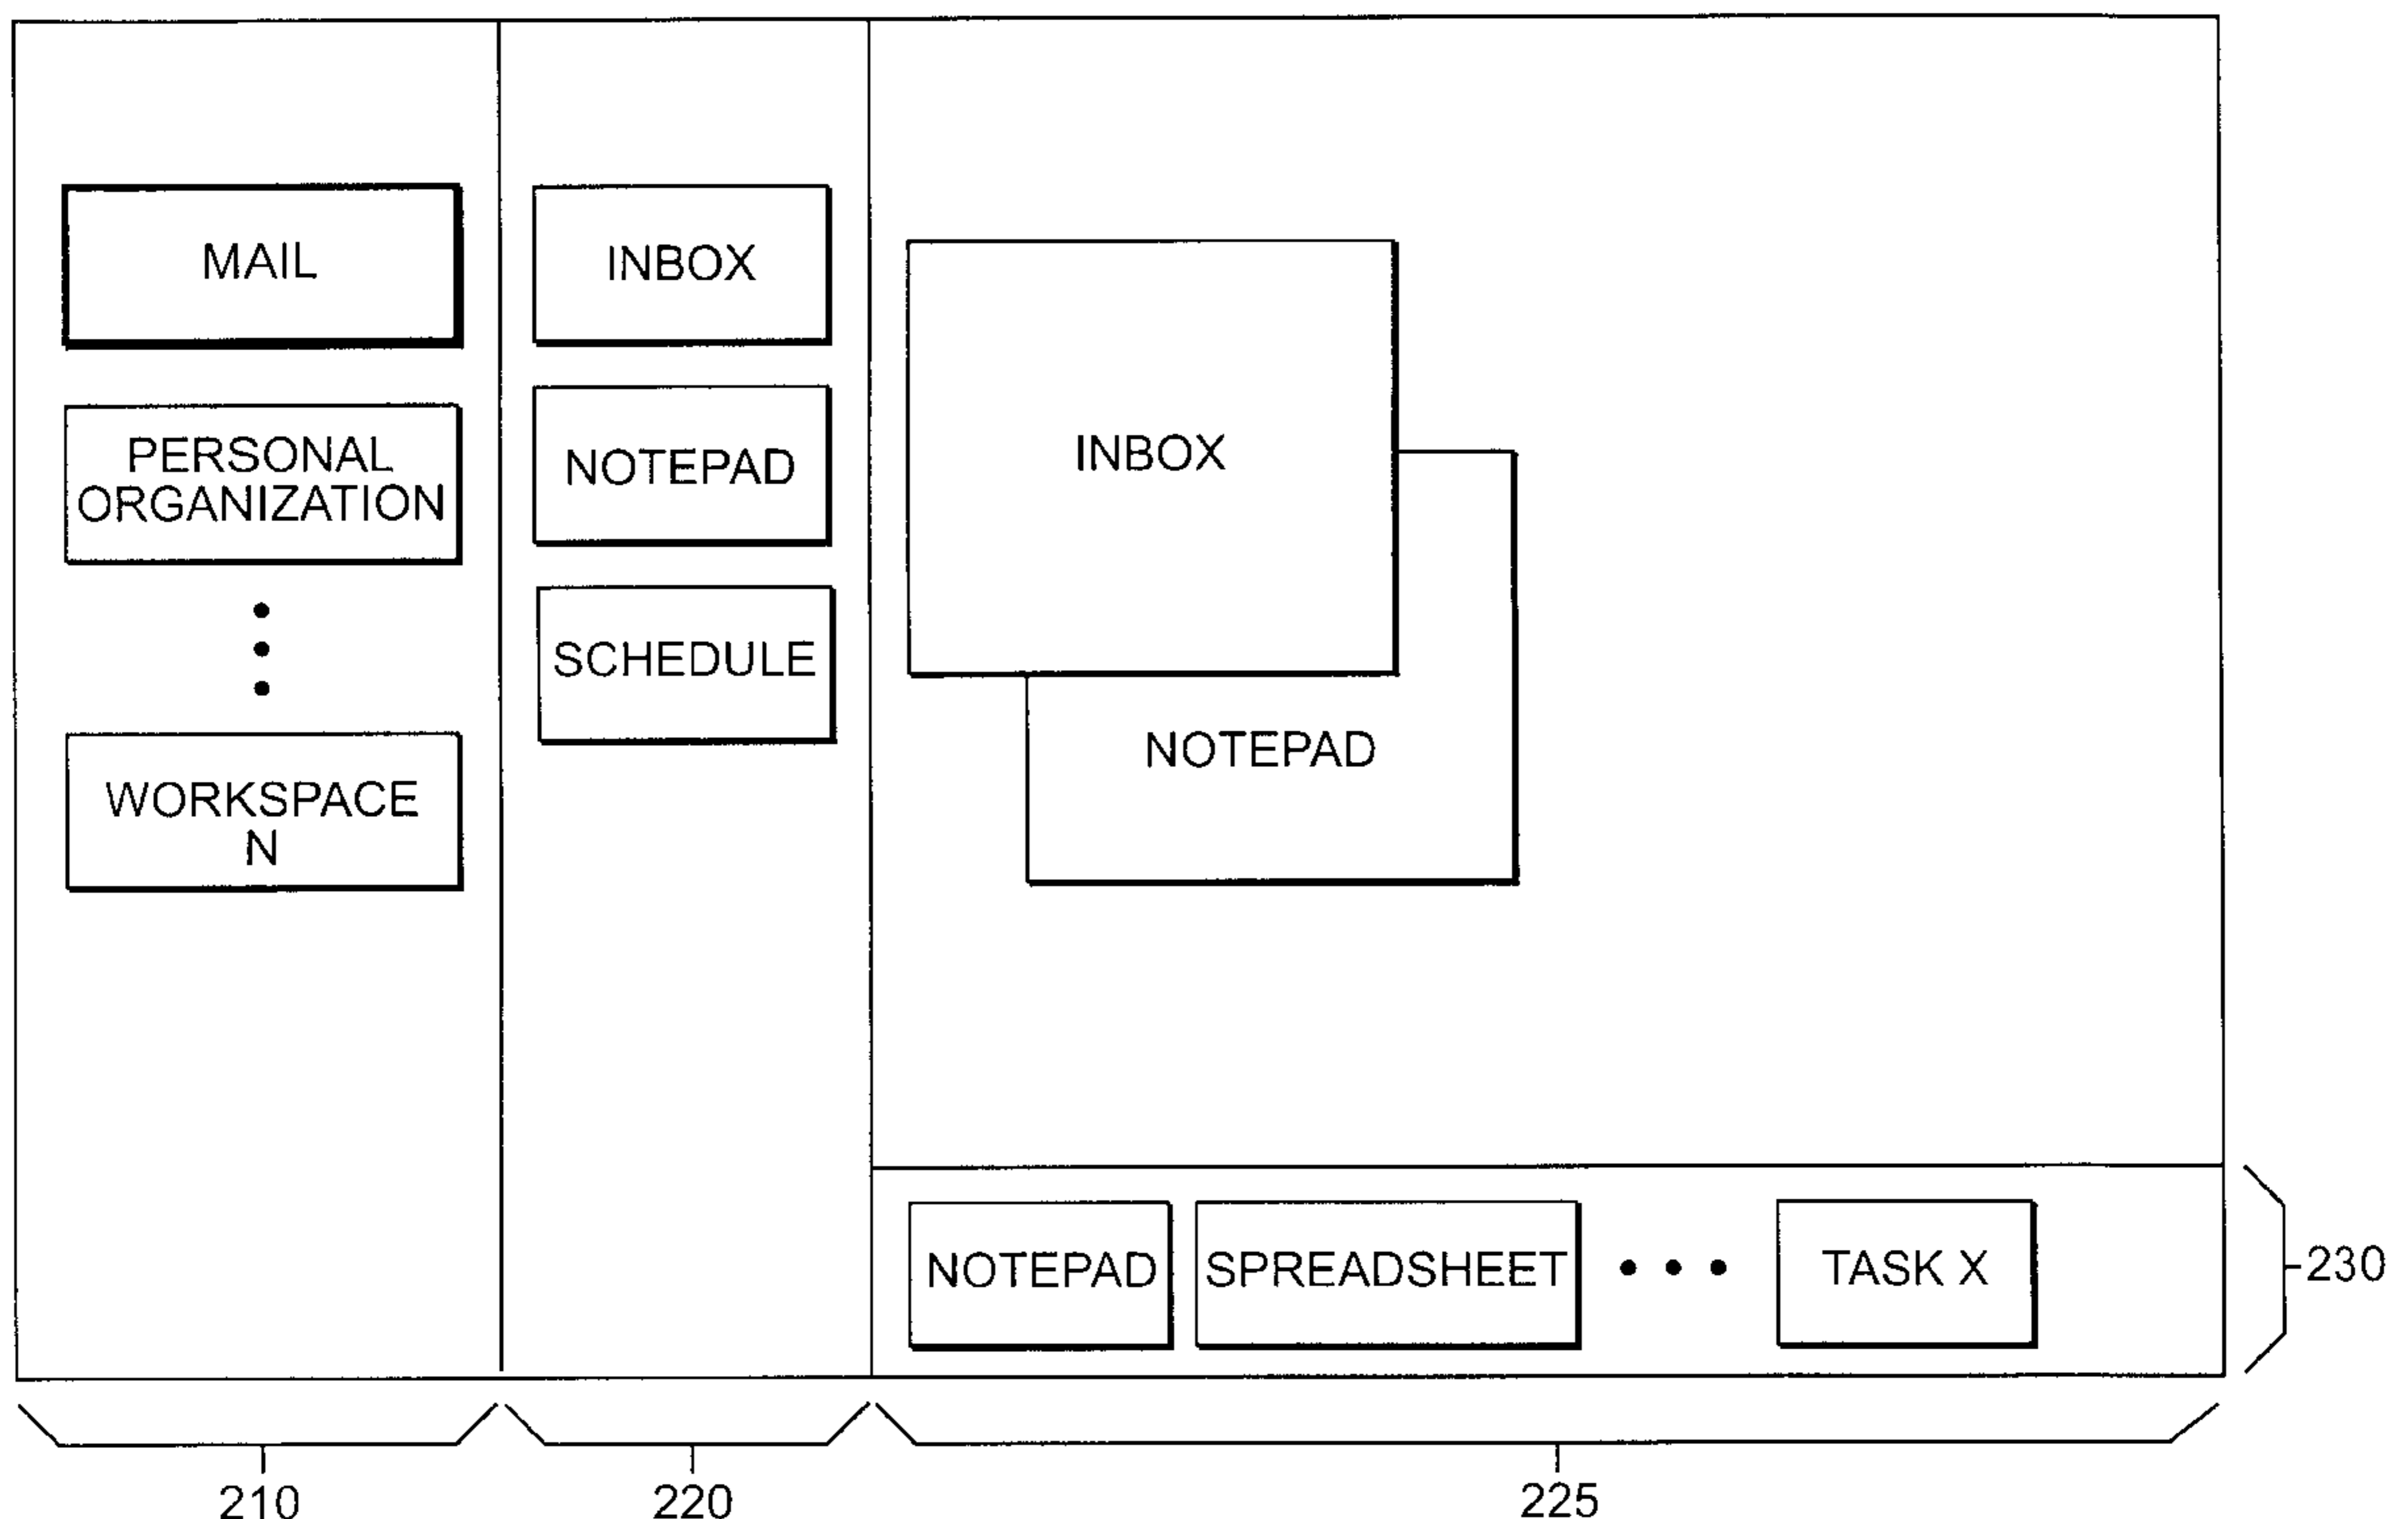 MAIL
PERSONAL
ORGANIZATION
WORKSPACE
N
INBOX
NOTEPAD
SCHEDULE
INBOX
NOTEPAD
NOTEPAD
SPREADSHEET
TASK X
230
210
220
225